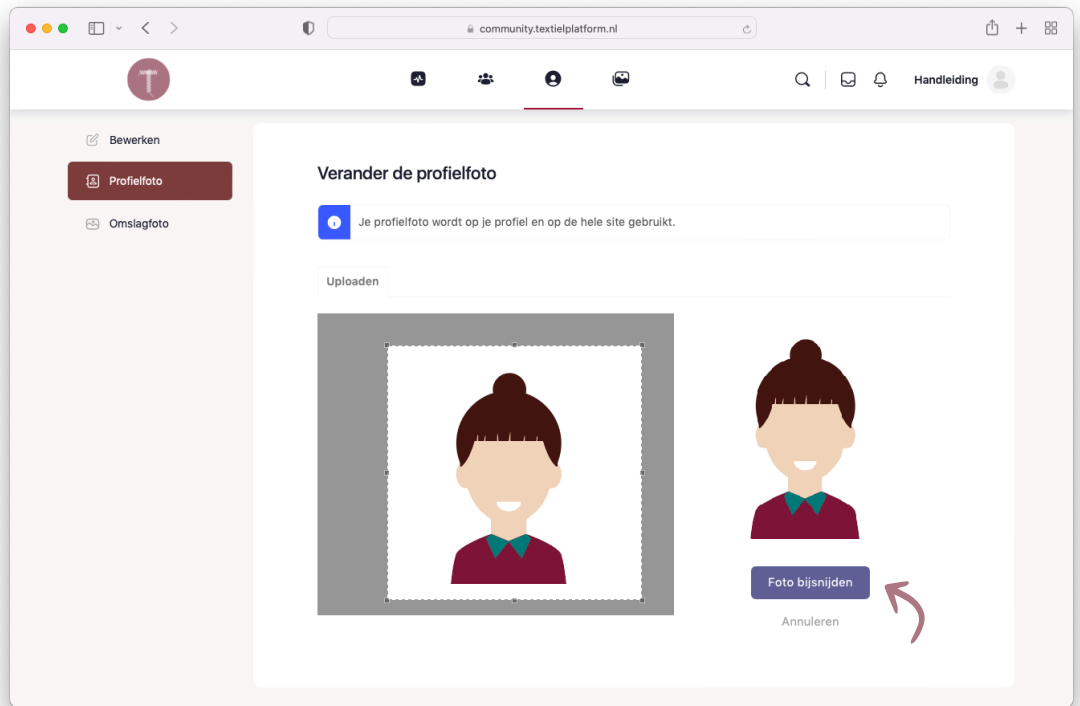 community.textielplatform.nl
T
Handleiding
Bewerken
Profielfoto
Omslagfoto
Verander de profielfoto
Je profielfoto wordt op je profiel en op de hele site gebruikt.
Uploaden
Foto bijsnijden
Annuleren